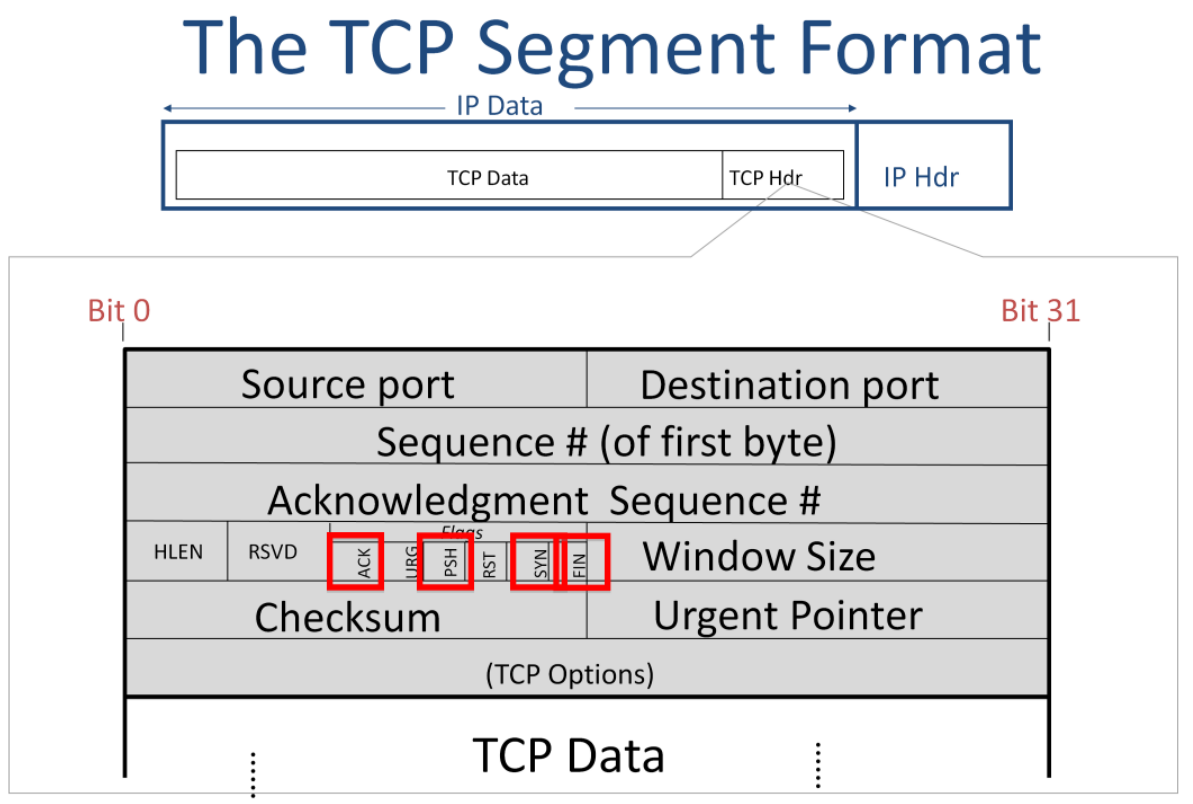 The TCP Segment Format
IP Data
TCP Data TCP Hdr IP Hdr
Bit 0 Bit 31
Source port Destination port
Sequence # (of first byte)
Acknowledgment Sequence #
Flags
HLEN RSVD ACK URG PSH RST SYN FIN Window Size
Checksum Urgent Pointer
(TCP Options)
TCP Data